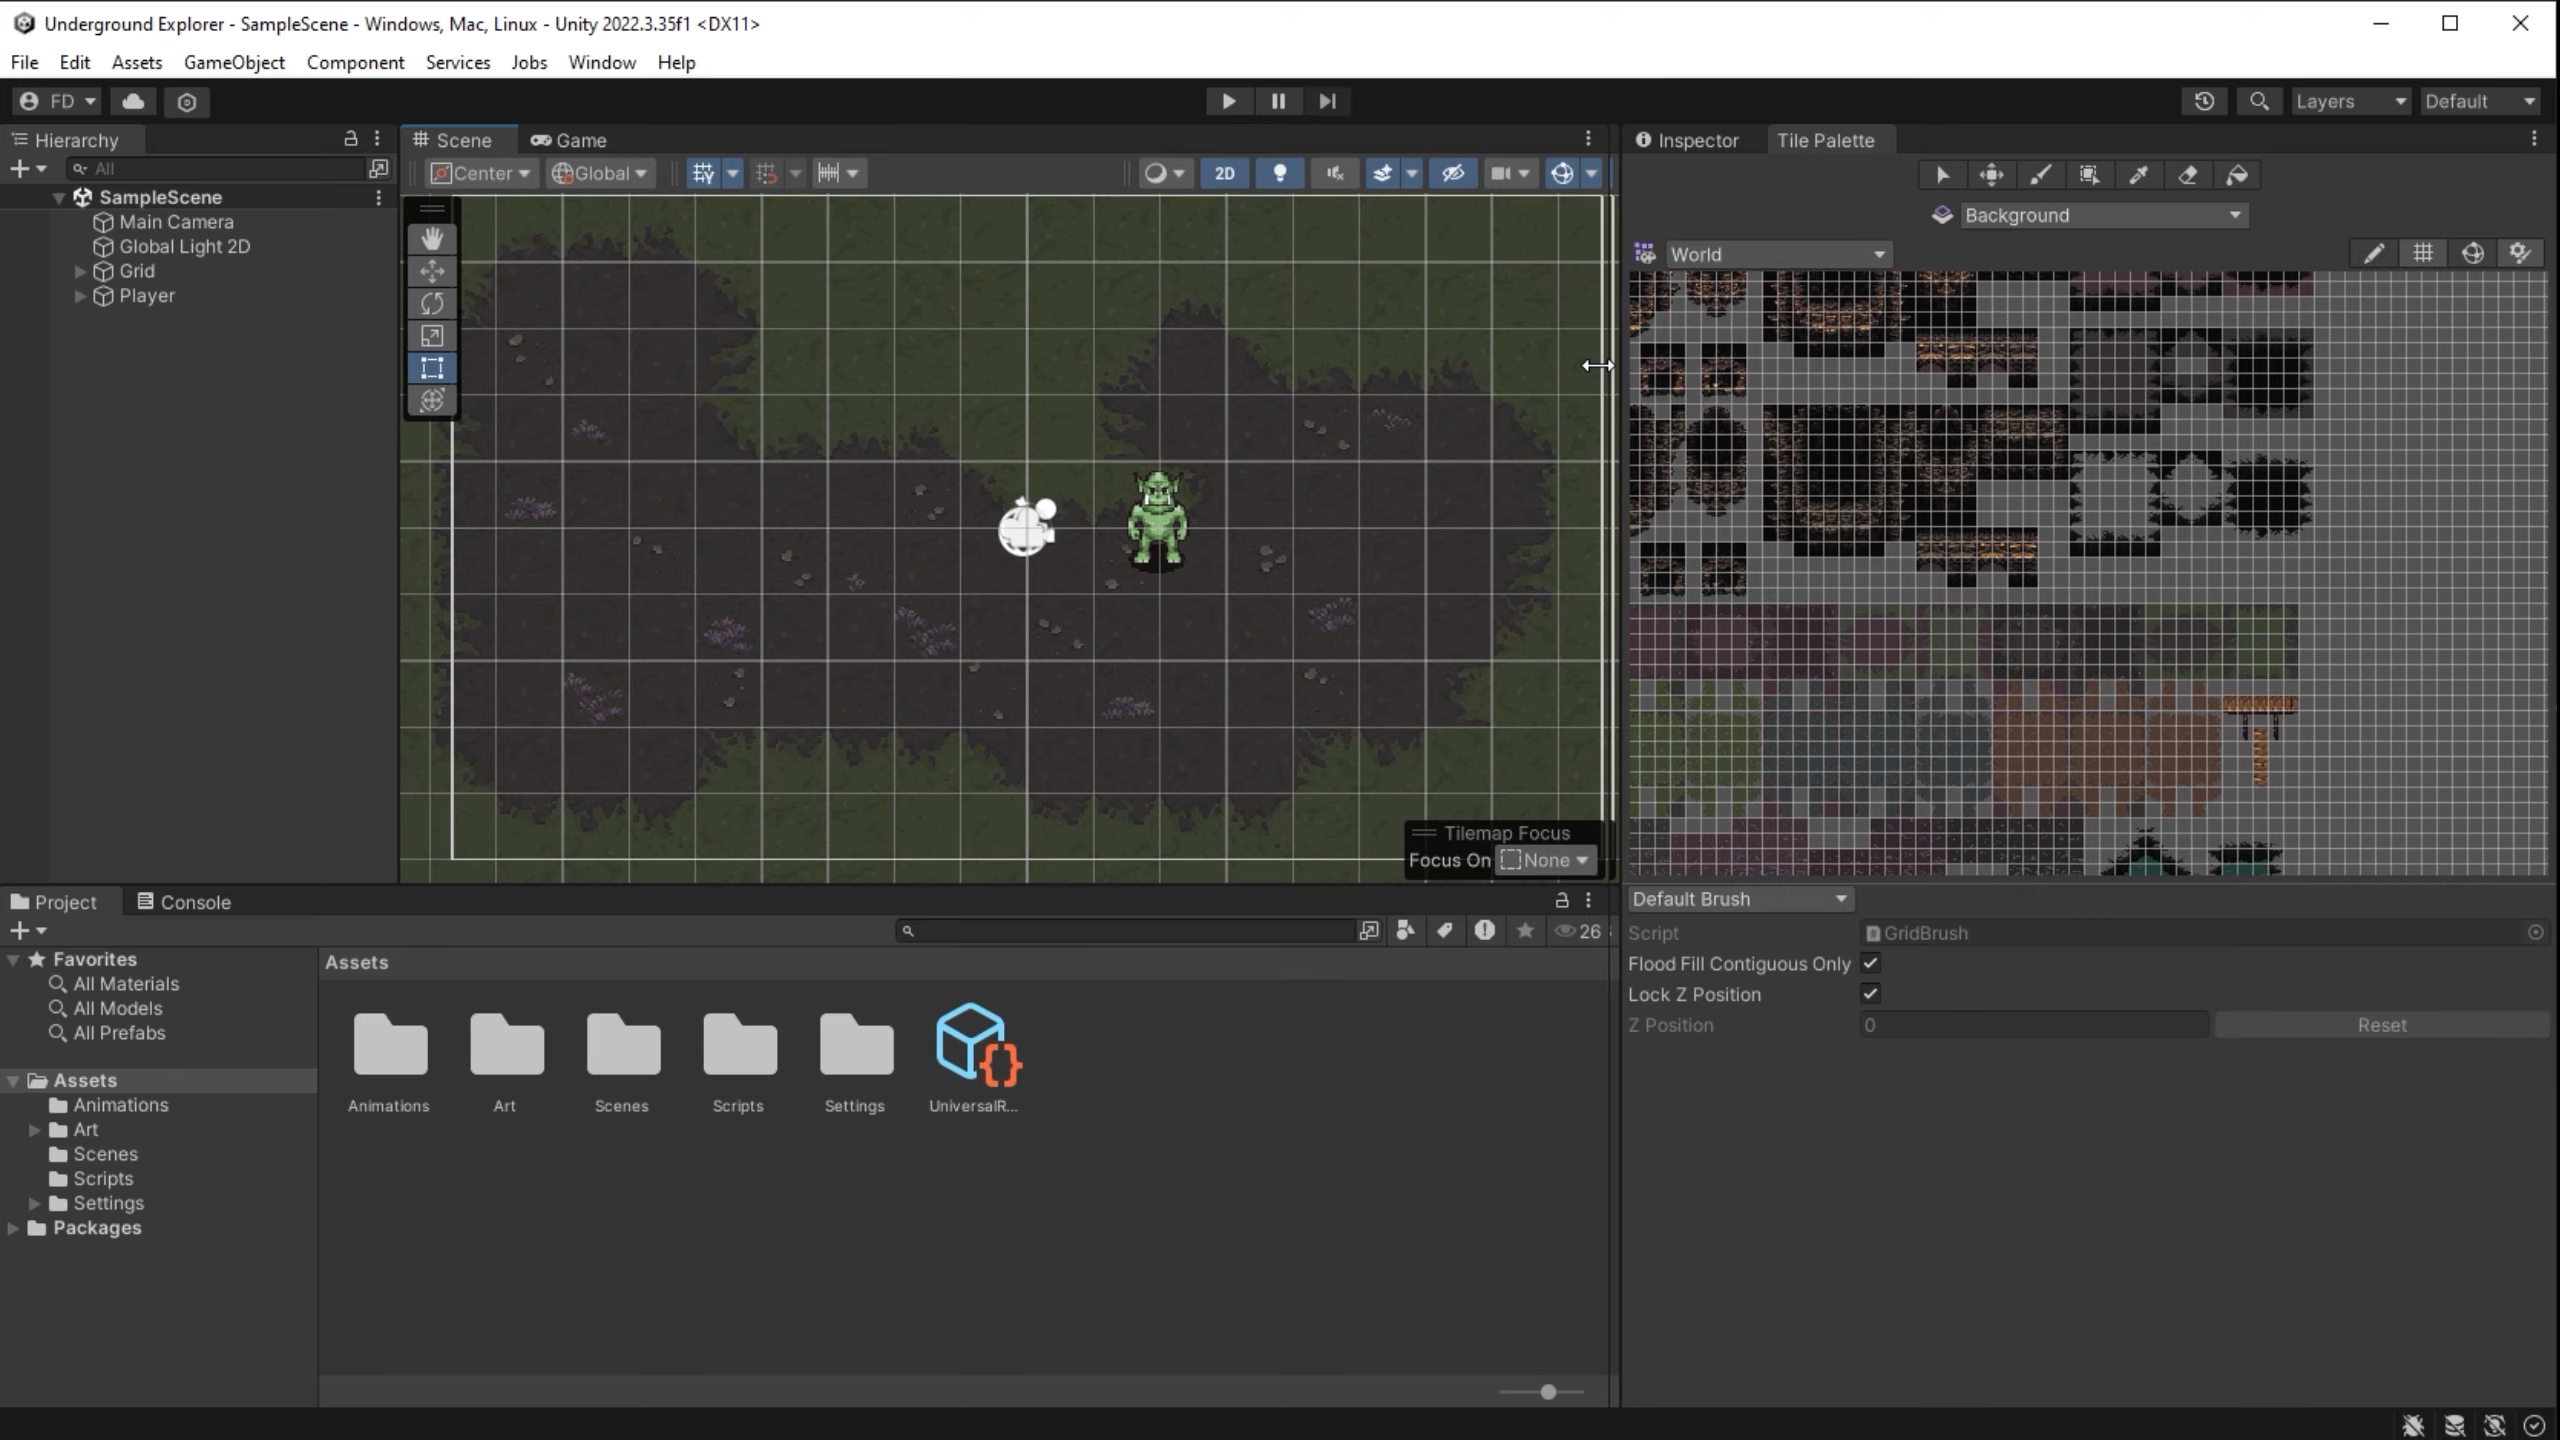 Underground Explorer - SampleScene - Windows, Mac, Linux - Unity 2022.3.35f1 <DX11>
File Edit Assets GameObject Component Services Jobs Window Help
FD
Layers Default
Hierarchy
All
SampleScene
Main Camera
Global Light 2D
Grid
Player
Scene Game
Center Global 2D
Tilemap Focus
Focus On None
Inspector Tile Palette
Background
World
Default Brush
Script GridBrush
Flood Fill Contiguous Only
Lock Z Position
Z Position 0 Reset
Project Console
26
Favorites
All Materials
All Models
All Prefabs
Assets
Animations
Art
Scenes
Scripts
Settings
Packages
Assets
Animations Art Scenes Scripts Settings UniversalR...